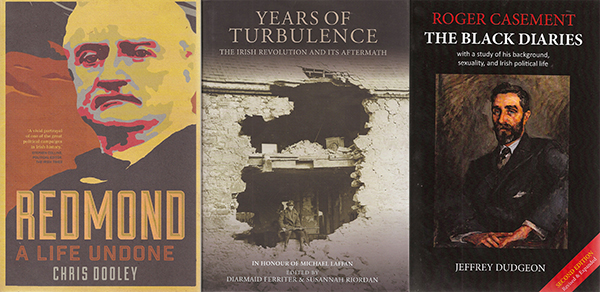 'A vivid portrayal
of one of the great
political campaigns
in Irish history.'
REDMOND
A LIFE UNDONE
CHRIS DOOLEY
YEARS OF
TURBULENCE
THE IRISH REVOLUTION AND ITS AFTERMATH
IN HONOUR OF MICHAEL LAFFAN
EDITED BY
DIARMAID FERRITER & SUSANNAH RIORDAN
ROGER CASEMENT
THE BLACK DIARIES
with a study of his background,
sexuality, and Irish political life
JEFFREY DUDGEON
SECOND EDITION
Revised & Expanded